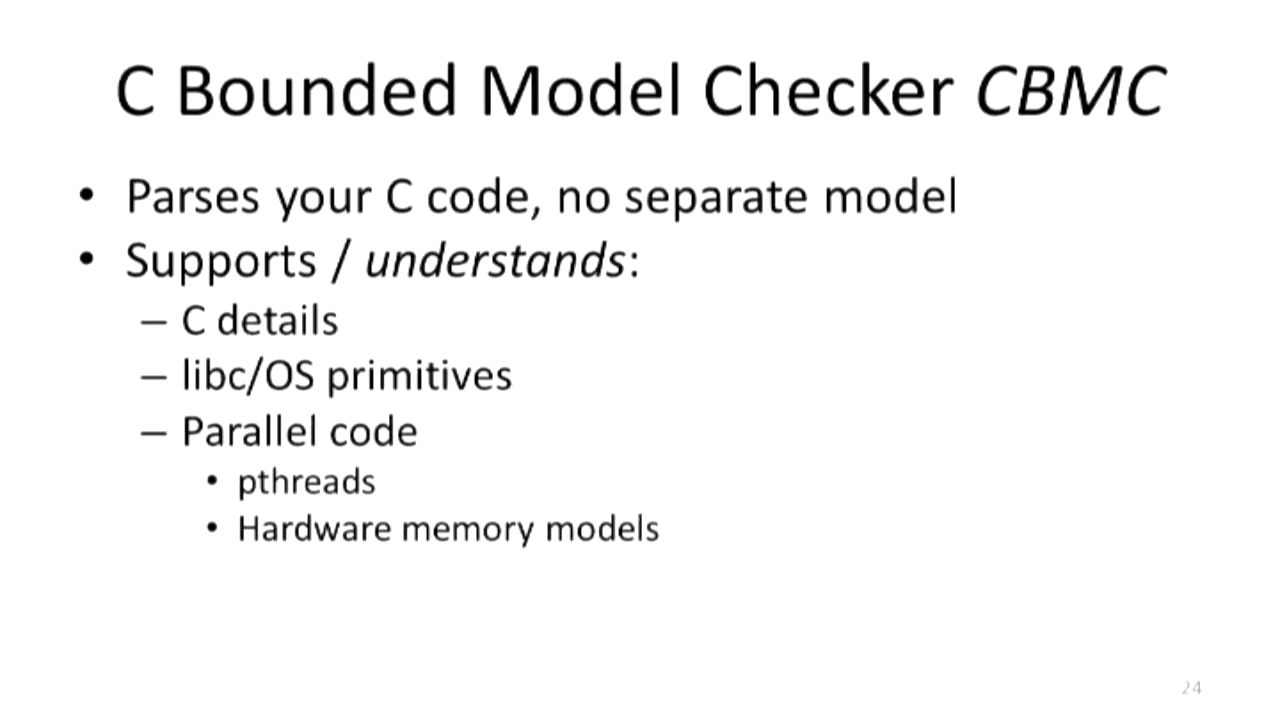 C Bounded Model Checker CBMC
• Parses your C code, no separate model
• Supports / understands:
– C details
– libc/OS primitives
– Parallel code
• pthreads
• Hardware memory models
24